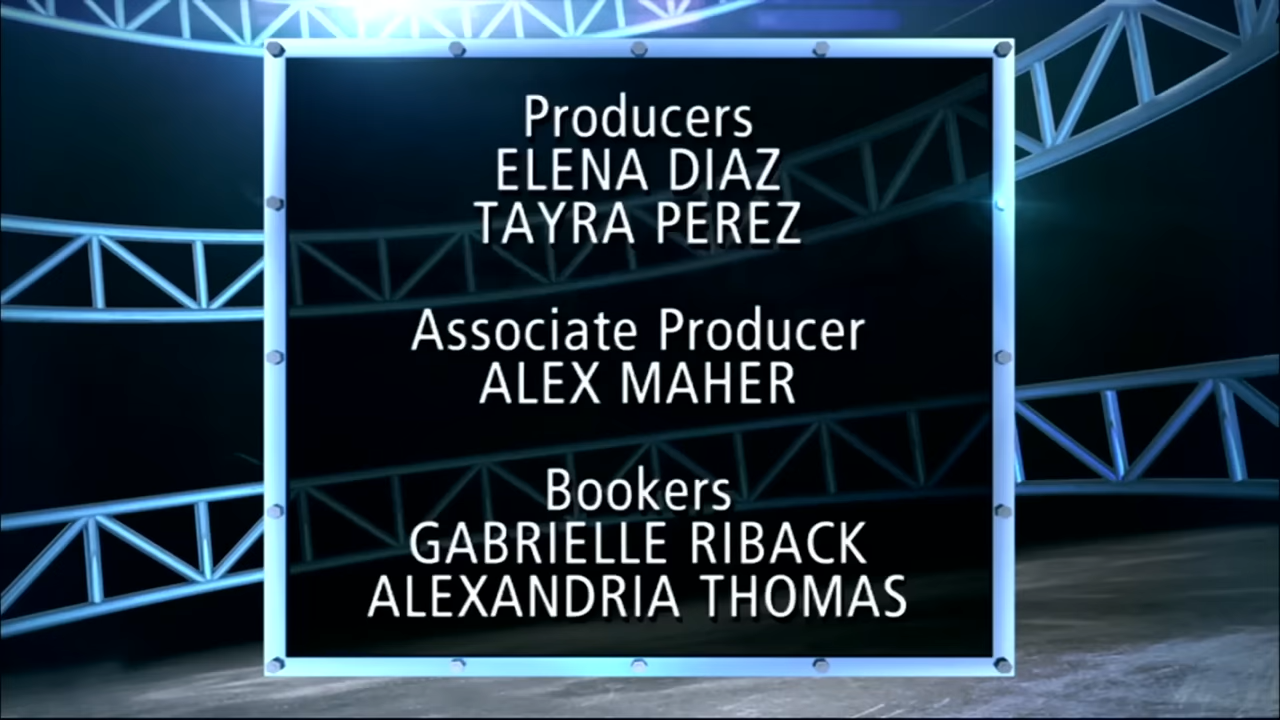 Producers
ELENA DIAZ
TAYRA PEREZ
Associate Producer
ALEX MAHER
Bookers
GABRIELLE RIBACK
ALEXANDRIA THOMAS